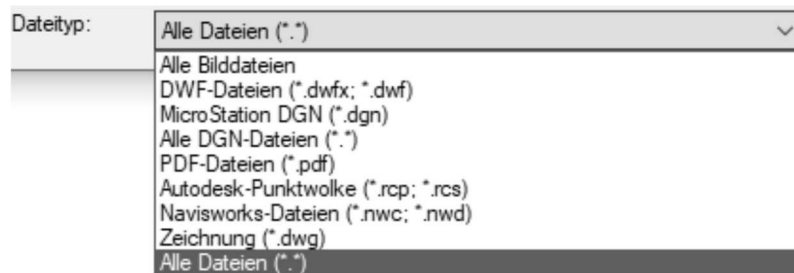 Dateityp: Alle Dateien (*.*)
Alle Bilddateien
DWF-Dateien (*.dwfx; *.dwf)
MicroStation DGN (*.dgn)
Alle DGN-Dateien (*.*)
PDF-Dateien (*.pdf)
Autodesk-Punktwolke (*.rcp; *.rcs)
Navisworks-Dateien (*.nwc; *.nwd)
Zeichnung (*.dwg)
Alle Dateien (*.*)